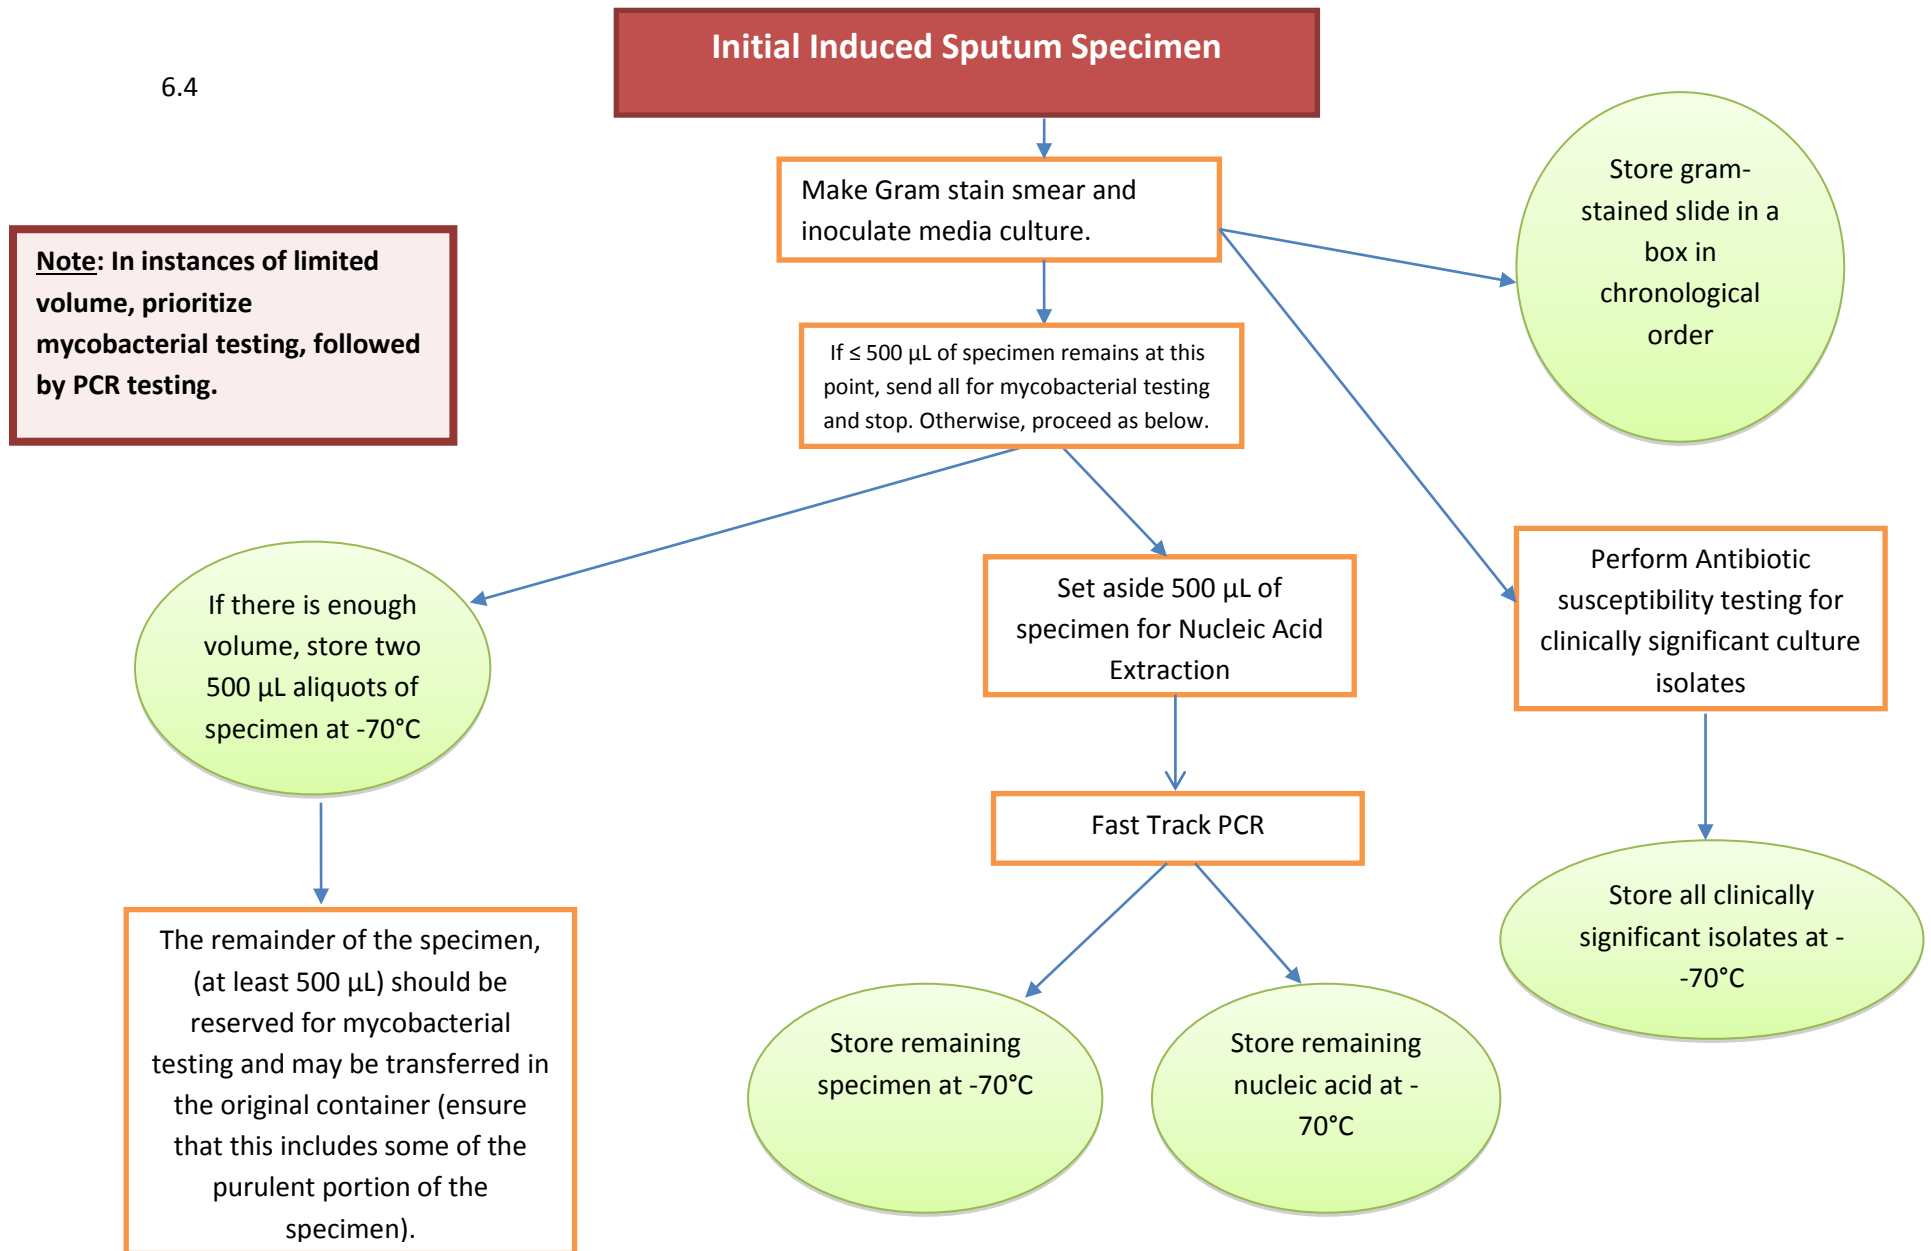 Initial Induced Sputum Specimen
6.4
Make Gram stain smear and
inoculate media culture.
Store gram-
stained slide in a
box in
chronological
order
Note: In instances of limited
volume, prioritize
mycobacterial testing, followed
by PCR testing.
If ≤ 500 µL of specimen remains at this
point, send all for mycobacterial testing
and stop. Otherwise, proceed as below.
If there is enough
volume, store two
500 µL aliquots of
specimen at -70°C
Set aside 500 µL of
specimen for Nucleic Acid
Extraction
Perform Antibiotic
susceptibility testing for
clinically significant culture
isolates
Fast Track PCR
Store all clinically
significant isolates at -
-70°C
The remainder of the specimen,
(at least 500 µL) should be
reserved for mycobacterial
testing and may be transferred in
the original container (ensure
that this includes some of the
purulent portion of the
specimen).
Store remaining
specimen at -70°C
Store remaining
nucleic acid at -
70°C